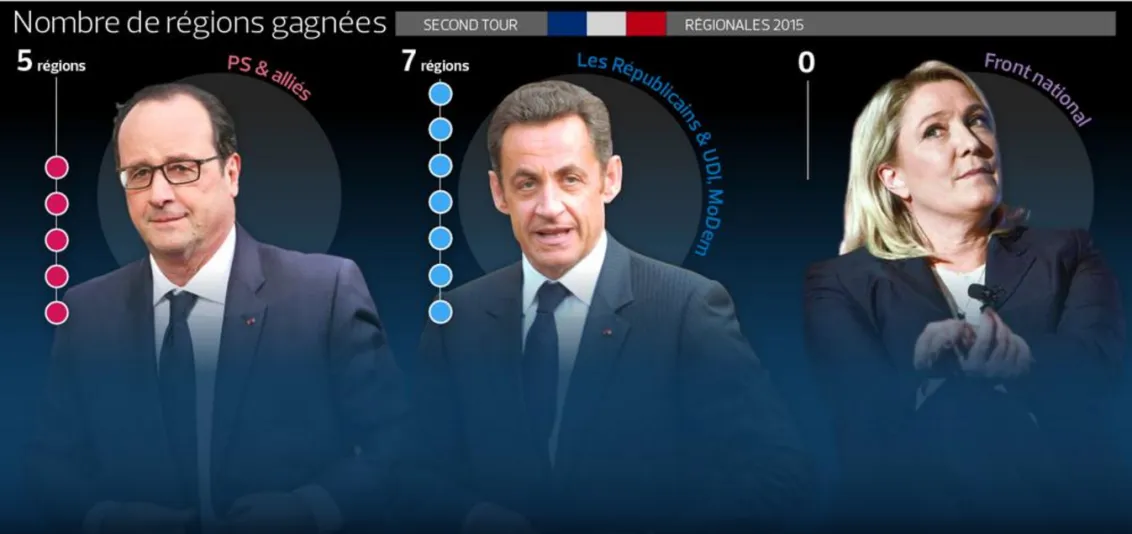 Nombre de régions gagnées
SECOND TOUR
RÉGIONALES 2015
5 régions
PS & alliés
7 régions
Les Républicains & UDI, MoDem
0
Front national